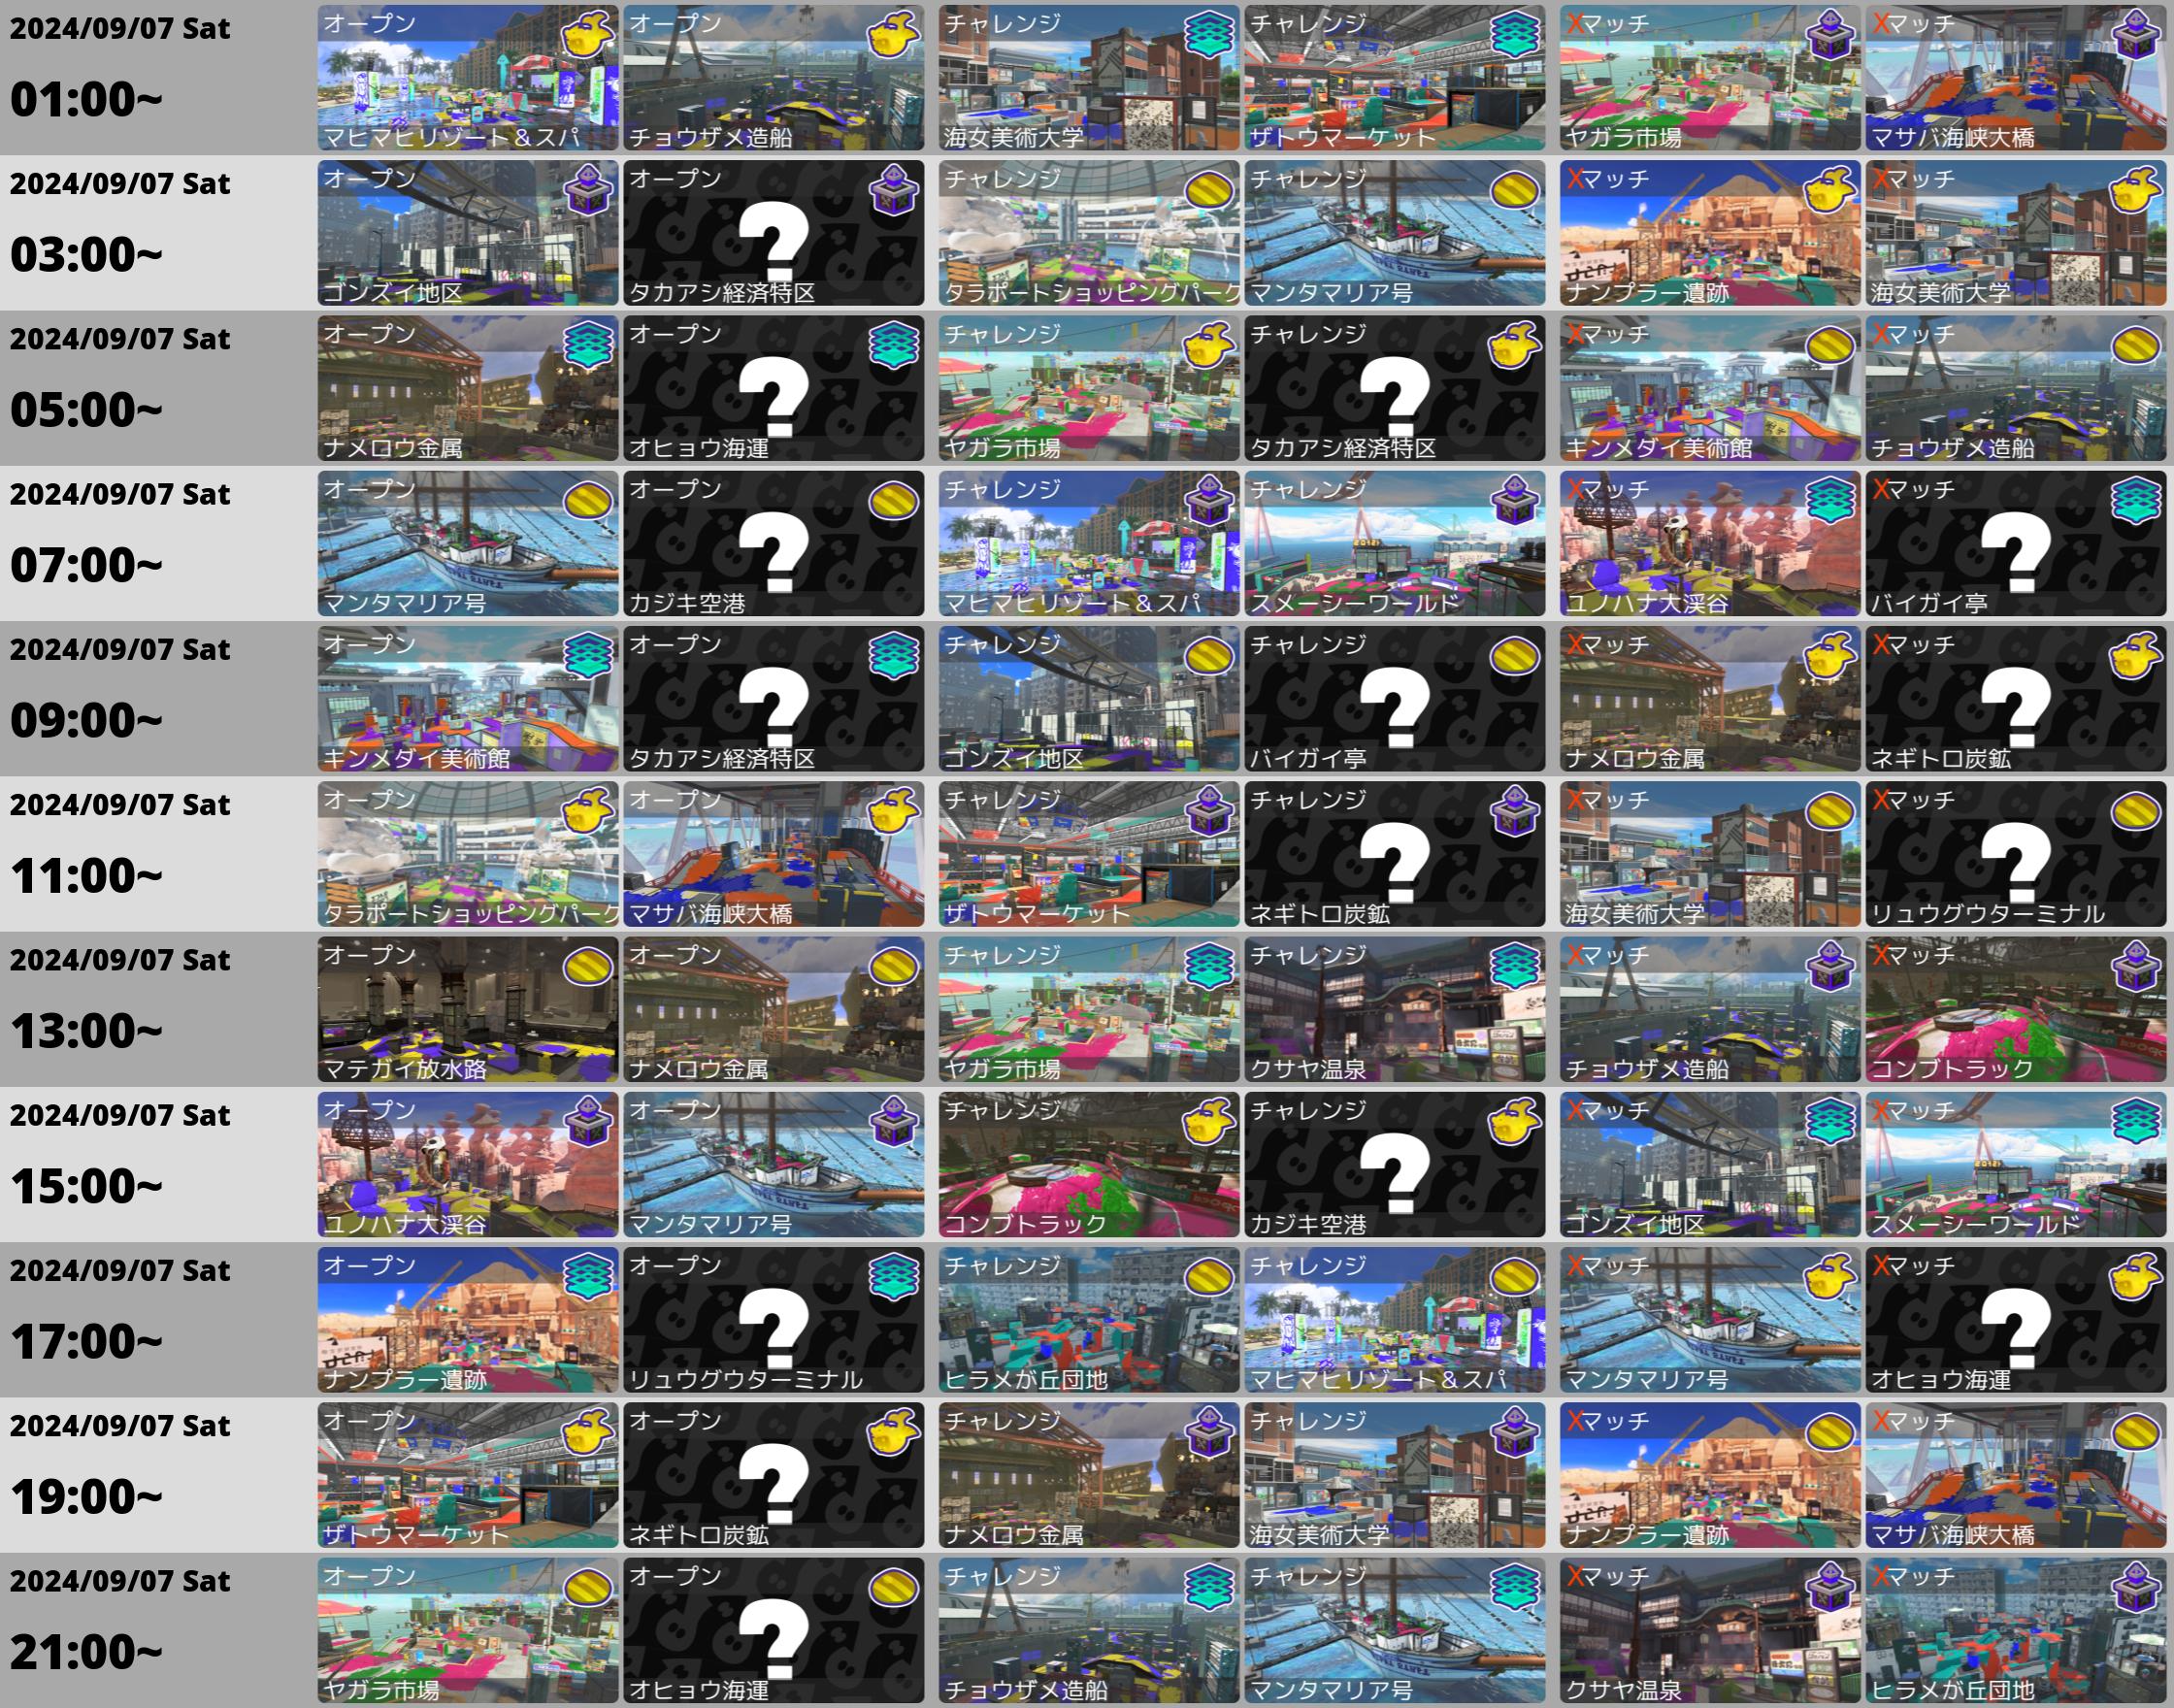 2024/09/07 Sat
01:00~
オープン オープン チャレンジ チャレンジ Xマッチ Xマッチ
マヒマヒリゾート＆スパ チョウザメ造船 海女美術大学 ザトウマーケット ヤガラ市場 マサバ海峡大橋
2024/09/07 Sat
03:00~
オープン オープン チャレンジ チャレンジ Xマッチ Xマッチ
ゴンズイ地区 タカアシ経済特区 タラポートショッピングパーク マンタマリア号 ナンプラー遺跡 海女美術大学
2024/09/07 Sat
05:00~
オープン オープン チャレンジ チャレンジ Xマッチ Xマッチ
ナメロウ金属 オヒョウ海運 ヤガラ市場 タカアシ経済特区 キンメダイ美術館 チョウザメ造船
2024/09/07 Sat
07:00~
オープン オープン チャレンジ チャレンジ Xマッチ Xマッチ
マンタマリア号 カジキ空港 マヒマヒリゾート＆スパ スメーシーワールド ユノハナ大渓谷 バイガイ亭
2024/09/07 Sat
09:00~
オープン オープン チャレンジ チャレンジ Xマッチ Xマッチ
キンメダイ美術館 タカアシ経済特区 ゴンズイ地区 バイガイ亭 ナメロウ金属 ネギトロ炭鉱
2024/09/07 Sat
11:00~
オープン オープン チャレンジ チャレンジ Xマッチ Xマッチ
タラポートショッピングパーク マサバ海峡大橋 ザトウマーケット ネギトロ炭鉱 海女美術大学 リュウグウターミナル
2024/09/07 Sat
13:00~
オープン オープン チャレンジ チャレンジ Xマッチ Xマッチ
マテガイ放水路 ナメロウ金属 ヤガラ市場 クサヤ温泉 チョウザメ造船 コンブトラック
2024/09/07 Sat
15:00~
オープン オープン チャレンジ チャレンジ Xマッチ Xマッチ
ユノハナ大渓谷 マンタマリア号 コンブトラック カジキ空港 ゴンズイ地区 スメーシーワールド
2024/09/07 Sat
17:00~
オープン オープン チャレンジ チャレンジ Xマッチ Xマッチ
ナンプラー遺跡 リュウグウターミナル ヒラメが丘団地 マヒマヒリゾート＆スパ マンタマリア号 オヒョウ海運
2024/09/07 Sat
19:00~
オープン オープン チャレンジ チャレンジ Xマッチ Xマッチ
ザトウマーケット ネギトロ炭鉱 ナメロウ金属 海女美術大学 ナンプラー遺跡 マサバ海峡大橋
2024/09/07 Sat
21:00~
オープン オープン チャレンジ チャレンジ Xマッチ Xマッチ
ヤガラ市場 オヒョウ海運 チョウザメ造船 マンタマリア号 クサヤ温泉 ヒラメが丘団地